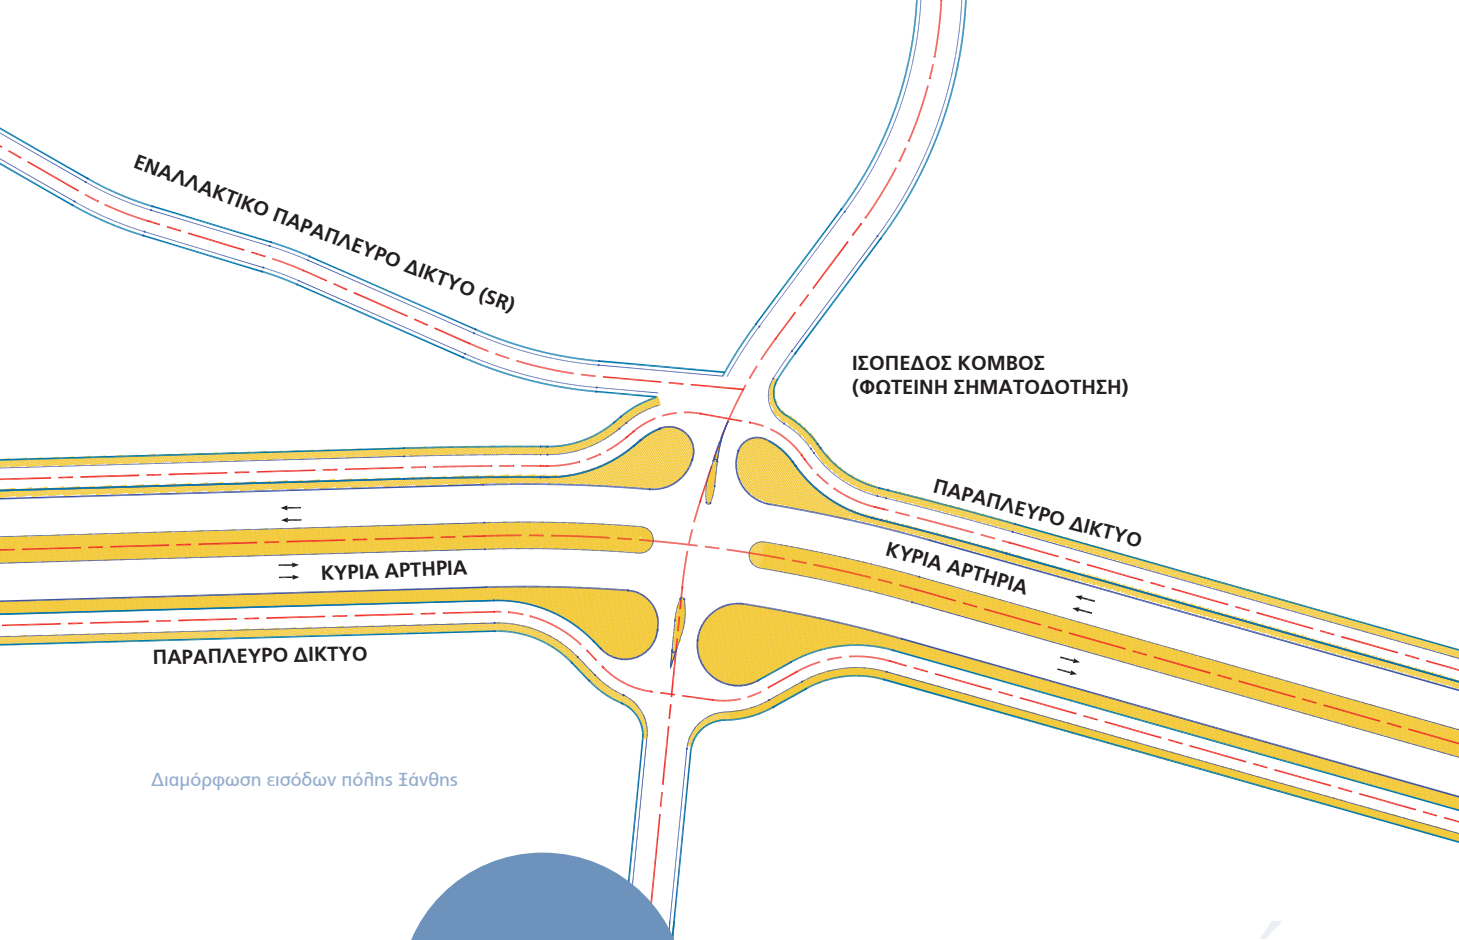 ΕΝΑΛΛΑΚΤΙΚΟ ΠΑΡΑΠΛΕΥΡΟ ΔΙΚΤΥΟ (SR)
ΙΣΟΠΕΔΟΣ ΚΟΜΒΟΣ
(ΦΩΤΕΙΝΗ ΣΗΜΑΤΟΔΟΤΗΣΗ)
ΠΑΡΑΠΛΕΥΡΟ ΔΙΚΤΥΟ
ΚΥΡΙΑ ΑΡΤΗΡΙΑ
ΚΥΡΙΑ ΑΡΤΗΡΙΑ
ΠΑΡΑΠΛΕΥΡΟ ΔΙΚΤΥΟ
Διαμόρφωση εισόδων πόλης Ξάνθης